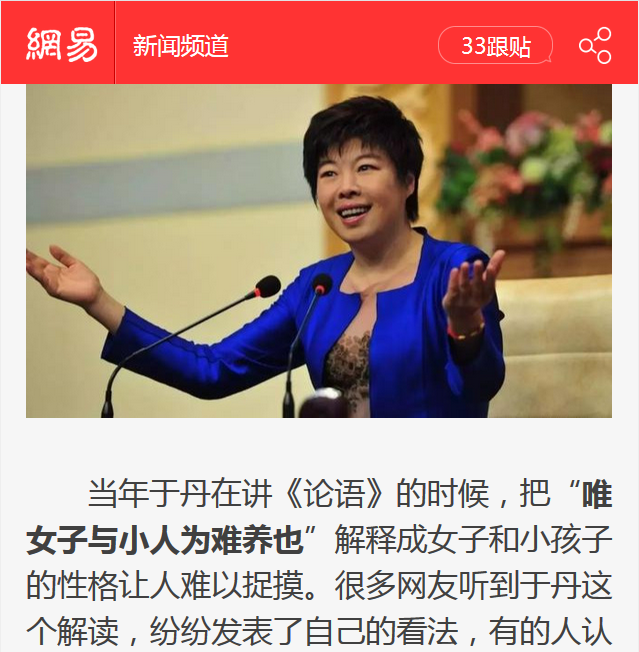 網易
新闻频道
33跟贴
当年于丹在讲《论语》的时候，把“唯
女子与小人为难养也”解释成女子和小孩子
的性格让人难以捉摸。很多网友听到于丹这
个解读，纷纷发表了自己的看法，有的人认